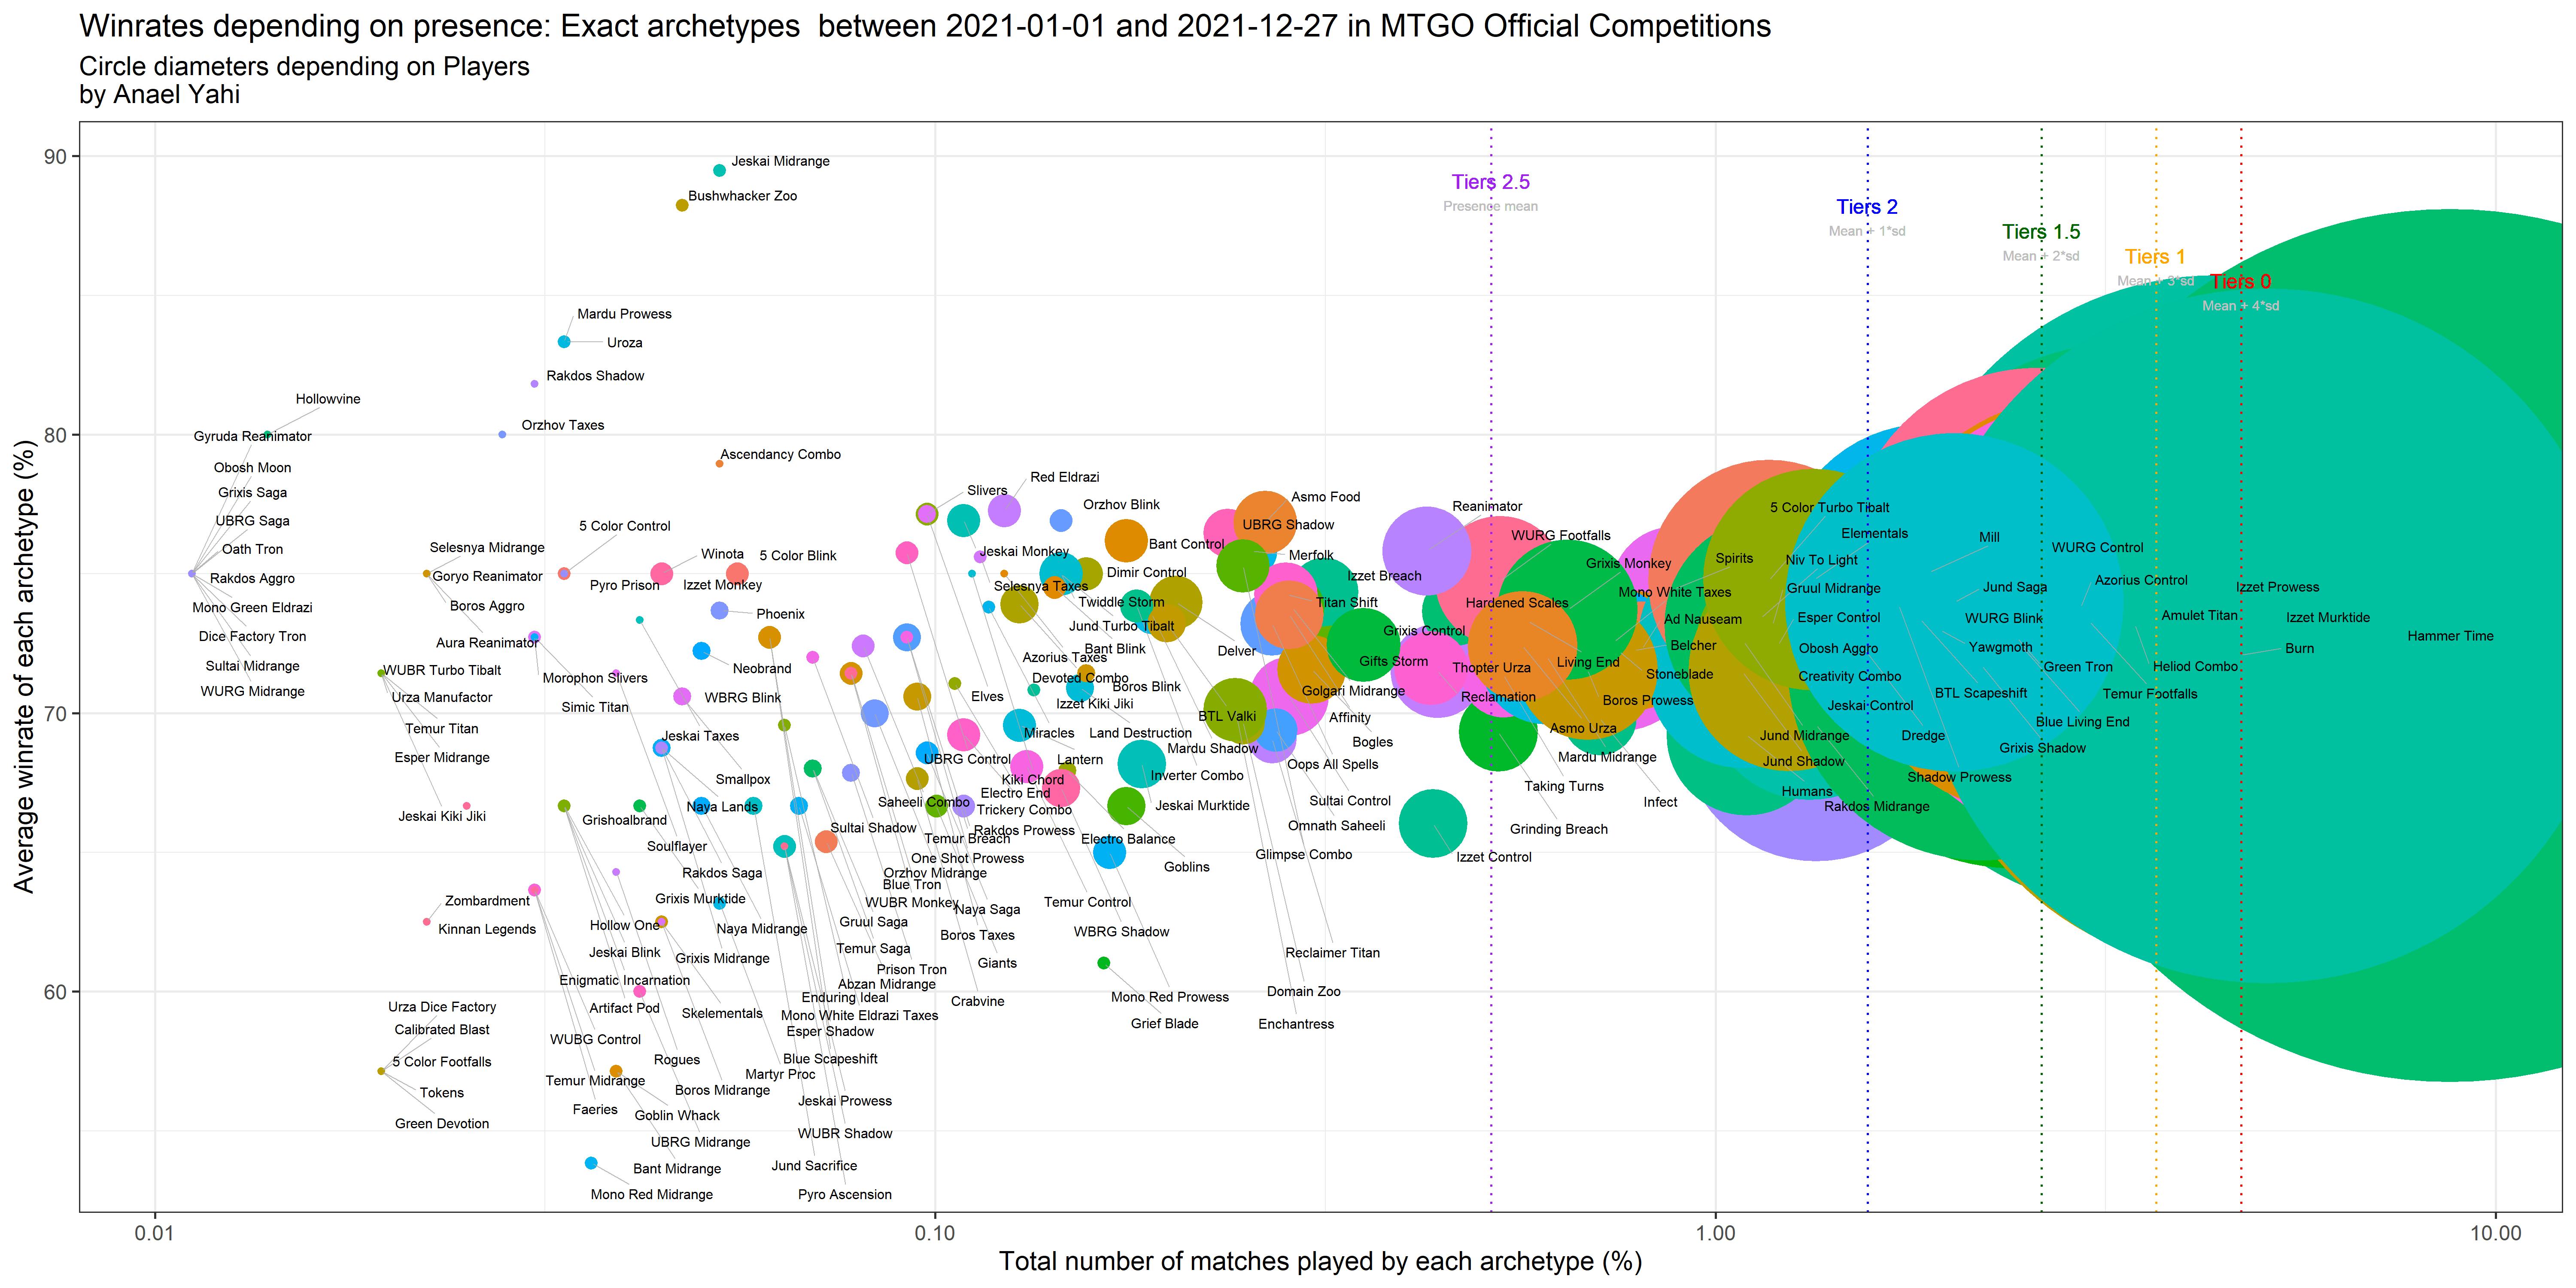 Winrates depending on presence: Exact archetypes  between 2021-01-01 and 2021-12-27 in MTGO Official Competitions
Circle diameters depending on Players
by Anael Yahi
Average winrate of each archetype (%)
90
80
70
60
Tiers 2.5
Presence mean
Tiers 2
Mean + 1*sd
Tiers 1.5
Mean + 2*sd
Tiers 1
Mean + 3*sd
Tiers 0
Mean + 4*sd
Jeskai Midrange
Bushwhacker Zoo
Mardu Prowess
Uroza
Rakdos Shadow
Hollowvine
Orzhov Taxes
Gyruda Reanimator
Ascendancy Combo
Obosh Moon
Grixis Saga
UBRG Saga
Oath Tron
Rakdos Aggro
Mono Green Eldrazi
Dice Factory Tron
Sultai Midrange
WURG Midrange
5 Color Control
Selesnya Midrange
Goryo Reanimator
Boros Aggro
Aura Reanimator
Pyro Prison
Winota
5 Color Blink
Izzet Monkey
Phoenix
Neobrand
WUBR Turbo Tibalt
Urza Manufactor
Temur Titan
Esper Midrange
Jeskai Kiki Jiki
Morophon Slivers
Simic Titan
WBRG Blink
Jeskai Taxes
Smallpox
Naya Lands
Grishoalbrand
Soulflayer
Rakdos Saga
Grixis Murktide
Zombardment
Kinnan Legends
Hollow One
Jeskai Blink
Enigmatic Incarnation
Artifact Pod
Naya Midrange
Grixis Midrange
Skelementals
Urza Dice Factory
Calibrated Blast
5 Color Footfalls
Tokens
Green Devotion
WUBG Control
Temur Midrange
Faeries
Rogues
Boros Midrange
Goblin Whack
UBRG Midrange
Bant Midrange
Mono Red Midrange
Martyr Proc
Blue Scapeshift
Jeskai Prowess
WUBR Shadow
Jund Sacrifice
Pyro Ascension
Enduring Ideal
Mono White Eldrazi Taxes
Esper Shadow
Abzan Midrange
Prison Tron
Temur Saga
Gruul Saga
WUBR Monkey
Blue Tron
Orzhov Midrange
One Shot Prowess
Temur Breach
Sultai Shadow
Saheeli Combo
Rakdos Prowess
Trickery Combo
Electro End
Kiki Chord
UBRG Control
Naya Saga
Boros Taxes
Giants
Crabvine
Slivers
Red Eldrazi
Orzhov Blink
Jeskai Monkey
Selesnya Taxes
Dimir Control
Bant Control
Twiddle Storm
Jund Turbo Tibalt
Bant Blink
Azorius Taxes
Devoted Combo
Boros Blink
Elves
Izzet Kiki Jiki
Miracles
Land Destruction
Lantern
Mardu Shadow
Inverter Combo
Jeskai Murktide
Electro Balance
Goblins
Temur Control
WBRG Shadow
Mono Red Prowess
Grief Blade
Asmo Food
UBRG Shadow
Merfolk
Izzet Breach
Titan Shift
Delver
Grixis Control
Gifts Storm
Golgari Midrange
BTL Valki
Affinity
Bogles
Oops All Spells
Sultai Control
Omnath Saheeli
Glimpse Combo
Reclaimer Titan
Domain Zoo
Enchantress
Reanimator
WURG Footfalls
Grixis Monkey
Hardened Scales
Mono White Taxes
Spirits
Ad Nauseam
Belcher
Living End
Thopter Urza
Stoneblade
Reclamation
Boros Prowess
Asmo Urza
Mardu Midrange
Taking Turns
Infect
Grinding Breach
Izzet Control
5 Color Turbo Tibalt
Elementals
Niv To Light
Gruul Midrange
Esper Control
Obosh Aggro
Creativity Combo
Jeskai Control
Jund Midrange
Jund Shadow
Humans
Rakdos Midrange
Mill
Jund Saga
WURG Blink
Yawgmoth
BTL Scapeshift
Dredge
Grixis Shadow
Shadow Prowess
WURG Control
Azorius Control
Amulet Titan
Green Tron
Heliod Combo
Temur Footfalls
Blue Living End
Izzet Prowess
Izzet Murktide
Burn
Hammer Time
0.01
0.10
1.00
10.00
Total number of matches played by each archetype (%)